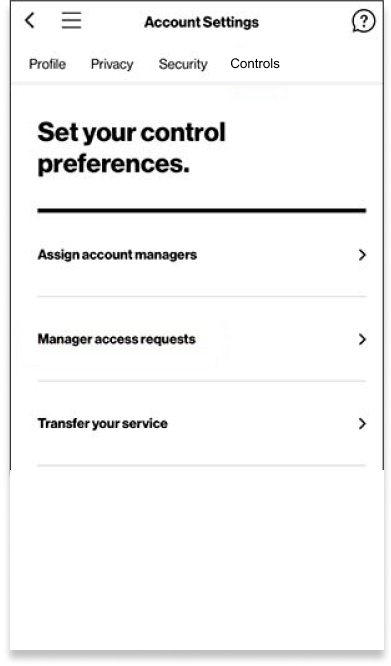 Account Settings
Profile Privacy Security Controls
Set your control
preferences.
Assign account managers
Manager access requests
Transfer your service